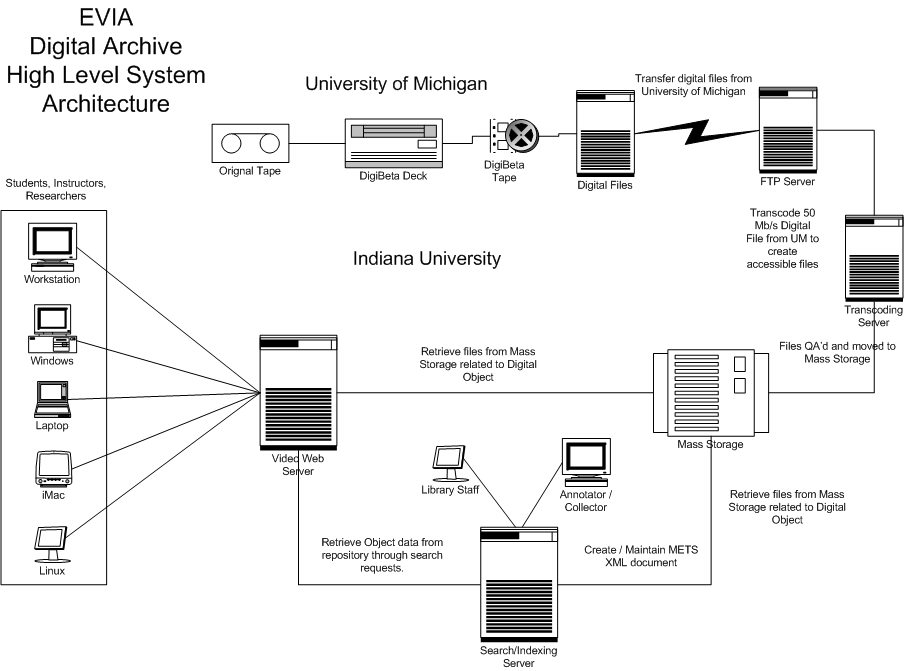 EVIA
Digital Archive
High Level System
Architecture
University of Michigan
Transfer digital files from
University of Michigan
Orignal Tape
DigiBeta Deck
DigiBeta
Tape
Digital Files
FTP Server
Students, Instructors,
Researchers
Transcode 50
Mb/s Digital
File from UM to
create
accessible files
Indiana University
Workstation
Transcoding
Server
Windows
Retrieve files from Mass
Storage related to Digital
Object
Files QA'd and moved to
Mass Storage
Laptop
Mass Storage
Video Web
Server
iMac
Library Staff
Annotator /
Collector
Retrieve files from Mass
Storage related to Digital
Object
Linux
Retrieve Object data from
repository through search
requests.
Create / Maintain METS
XML document
Search/Indexing
Server